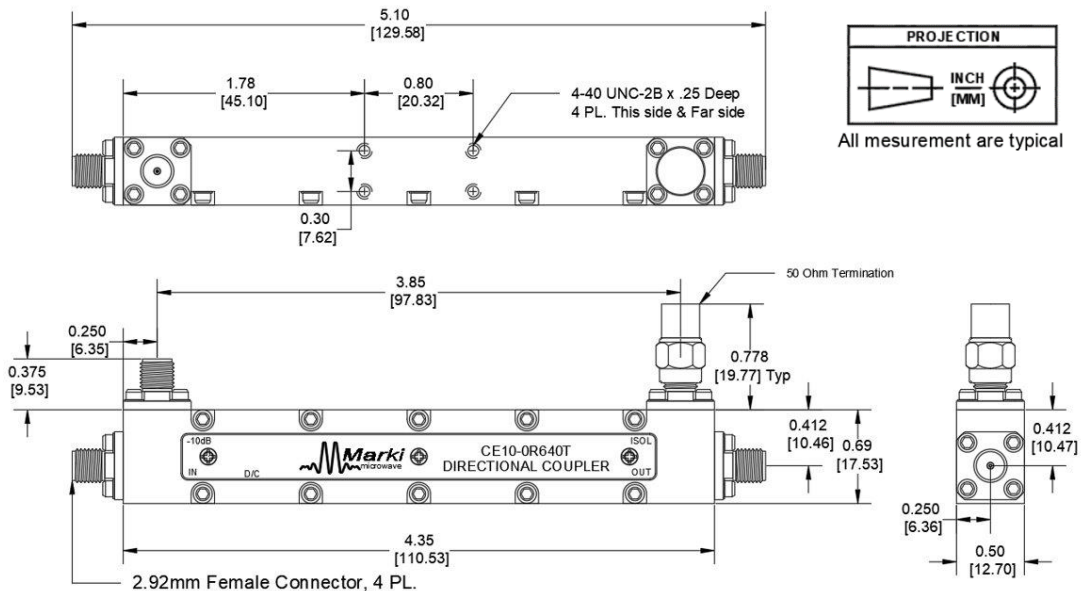 5.10
[129.58]
PROJECTION
INCH
[MM]
All mesurement are typical
1.78
[45.10]
0.80
[20.32]
4-40 UNC-2B x .25 Deep
4 PL. This side & Far side
0.30
[7.62]
3.85
[97.83]
50 Ohm Termination
0.250
[6.35]
0.375
[9.53]
0.778
[19.77] Typ
0.412
[10.46]
0.69
[17.53]
0.412
[10.47]
-10dB
IN
D/C
Marki
microwave
CE10-0R640T
DIRECTIONAL COUPLER
ISOL
OUT
0.250
[6.36]
0.50
[12.70]
4.35
[110.53]
2.92mm Female Connector, 4 PL.